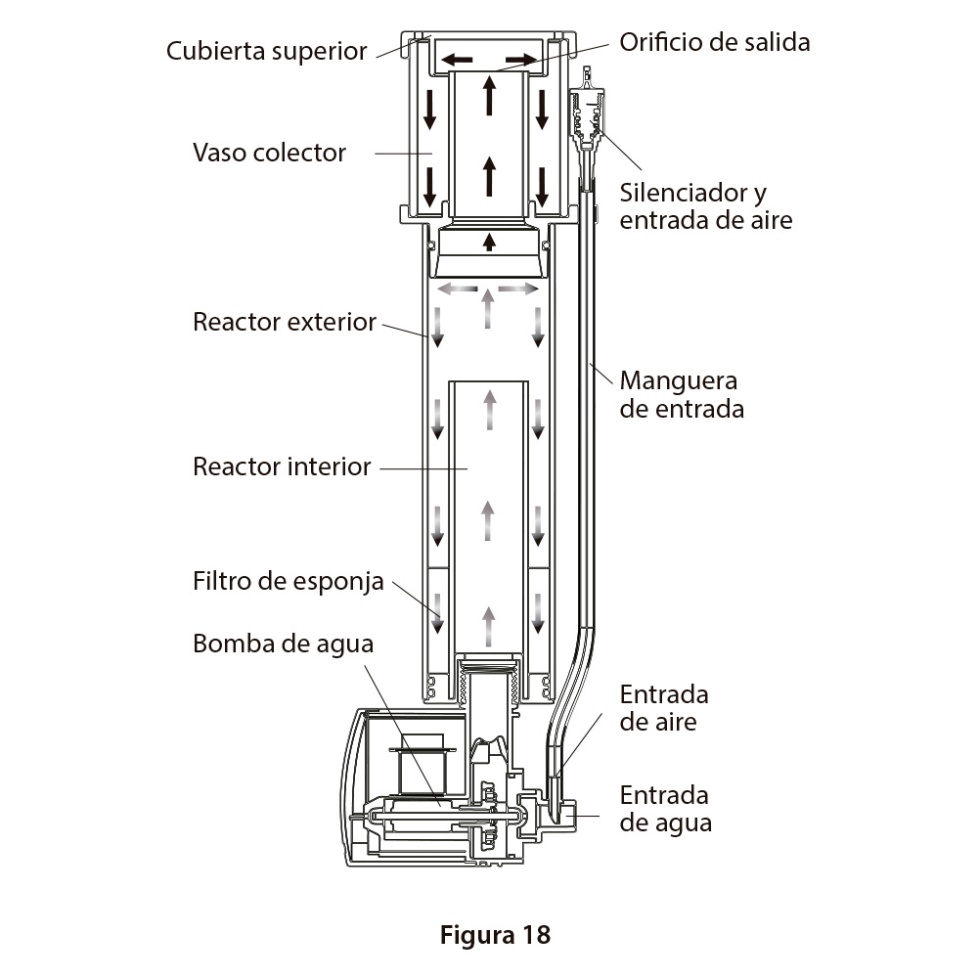 Cubierta superior
Orificio de salida
Vaso colector
Silenciador y
entrada de aire
Reactor exterior
Manguera
de entrada
Reactor interior
Filtro de esponja
Bomba de agua
Entrada
de aire
Entrada
de agua
Figura 18